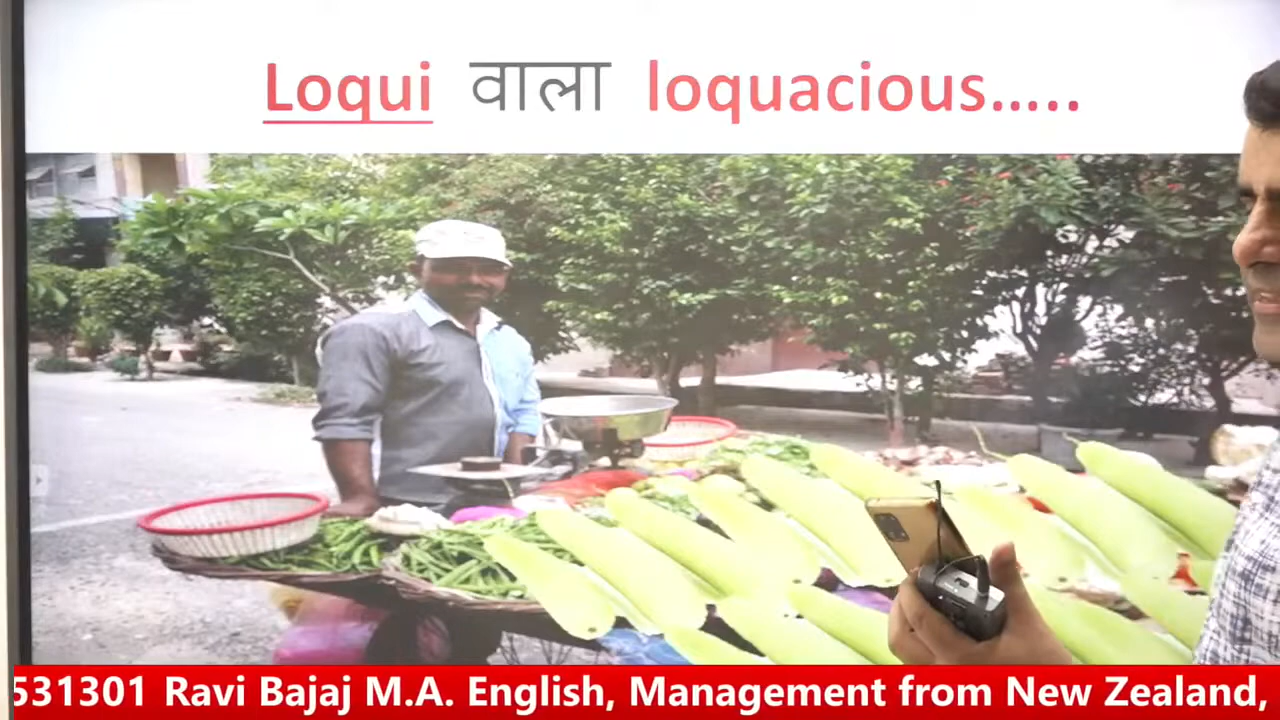 Loqui वाला loquacious.....
531301 Ravi Bajaj M.A. English, Management from New Zealand,